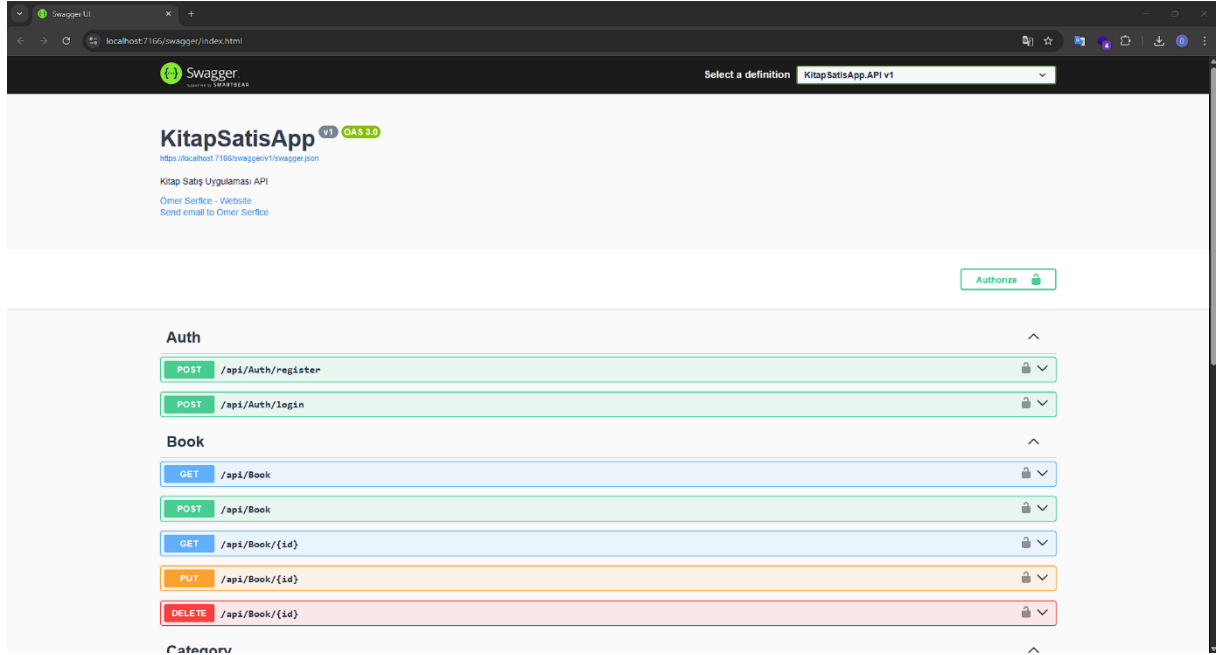 Swagger UI
localhost:7166/swagger/index.html
Swagger.
Supported by SMARTBEAR
Select a definition
KitapSatisApp.API v1
KitapSatisApp v1 OAS 3.0
https://localhost:7166/swagger/v1/swagger.json
Kitap Satış Uygulaması API
Ömer Serfice - Website
Send email to Ömer Serfice
Authorize
Auth
POST /api/Auth/register
POST /api/Auth/login
Book
GET /api/Book
POST /api/Book
GET /api/Book/{id}
PUT /api/Book/{id}
DELETE /api/Book/{id}
Category